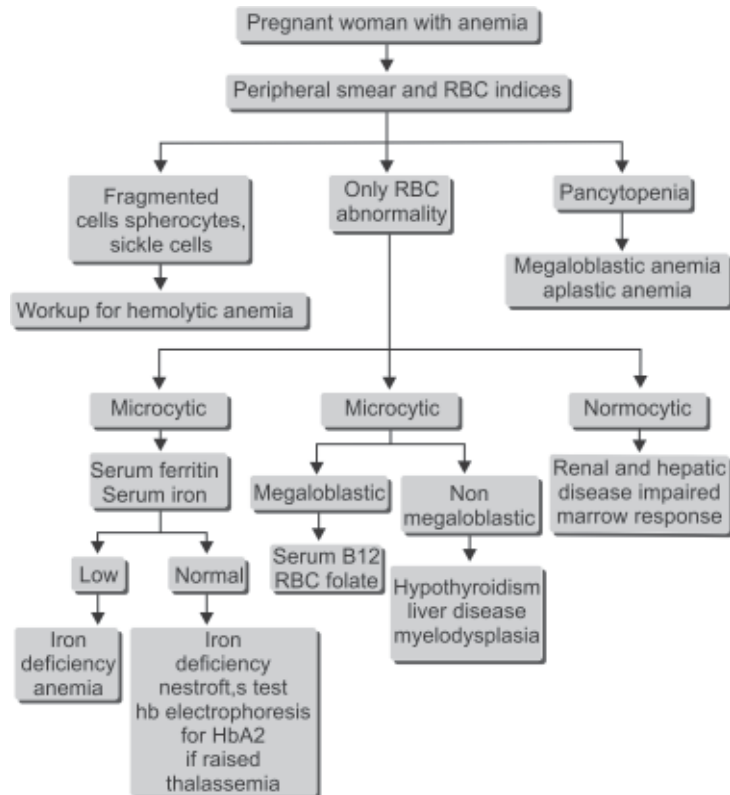 Pregnant woman with anemia
Peripheral smear and RBC indices
Fragmented
cells spherocytes,
sickle cells
Only RBC
abnormality
Pancytopenia
Workup for hemolytic anemia
Megaloblastic anemia
aplastic anemia
Microcytic
Microcytic
Normocytic
Serum ferritin
Serum iron
Megaloblastic
Non
megaloblastic
Renal and hepatic
disease impaired
marrow response
Low
Normal
Serum B12
RBC folate
Hypothyroidism
liver disease
myelodysplasia
Iron
deficiency
anemia
Iron
deficiency
nestroft,s test
hb electrophoresis
for HbA2
if raised
thalassemia